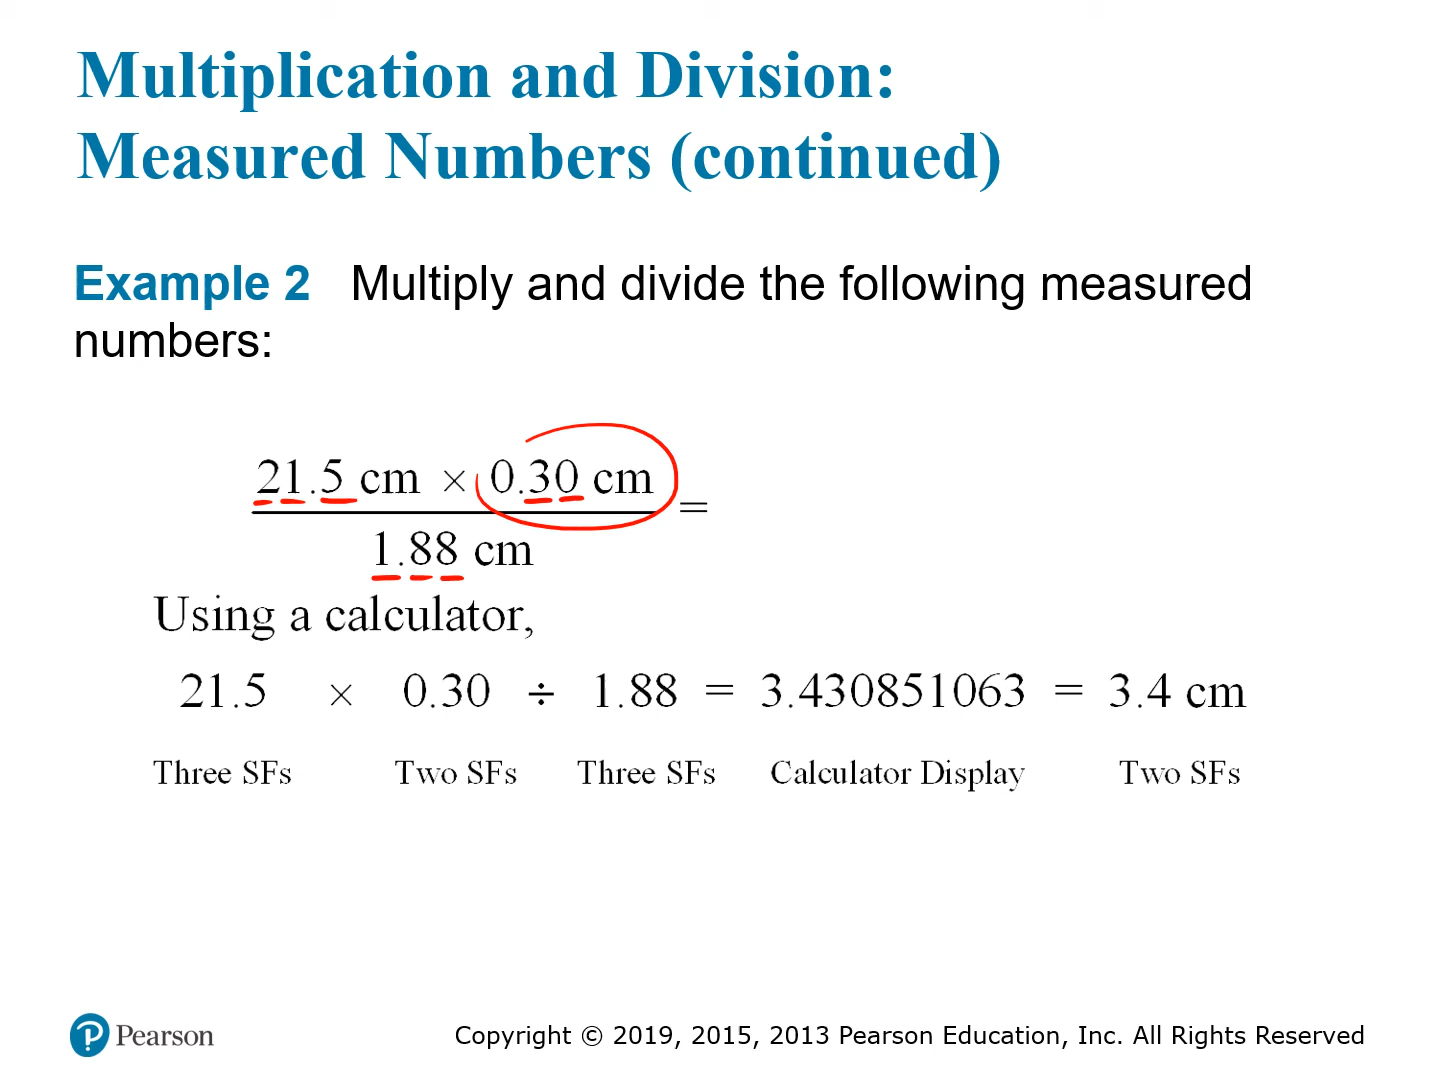 Multiplication and Division:
Measured Numbers (continued)
Example 2 Multiply and divide the following measured
numbers:
21.5 cm × 0.30 cm
=
1.88 cm
Using a calculator,
21.5 × 0.30 ÷ 1.88 = 3.430851063 = 3.4 cm
Three SFs Two SFs Three SFs Calculator Display Two SFs
P Pearson
Copyright © 2019, 2015, 2013 Pearson Education, Inc. All Rights Reserved